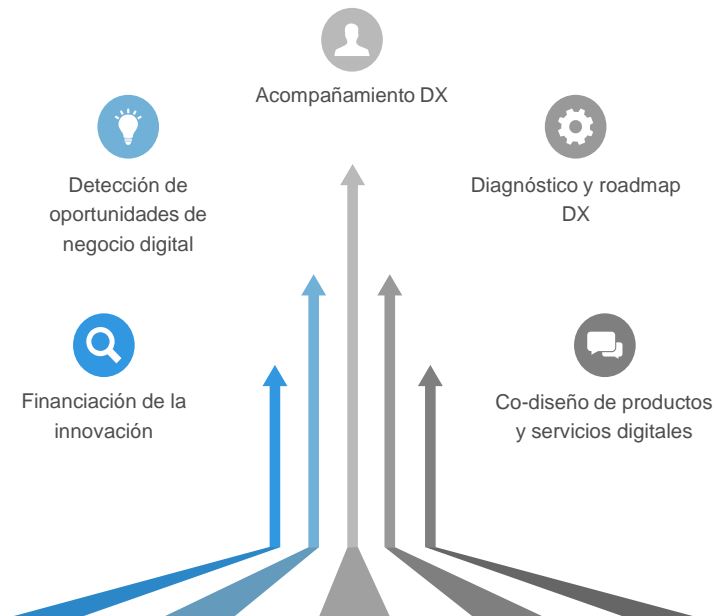 Acompañamiento DX
Detección de
oportunidades de
negocio digital
Diagnóstico y roadmap
DX
Financiación de la
innovación
Co-diseño de productos
y servicios digitales